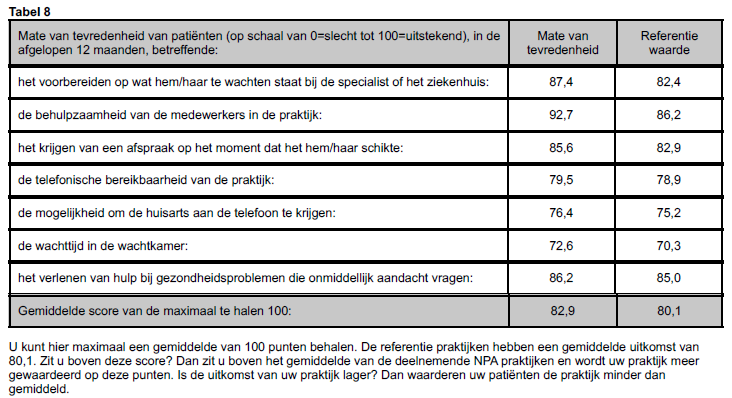 Tabel 8
Mate van tevredenheid van patiënten (op schaal van 0=slecht tot 100=uitstekend), in de afgelopen 12 maanden, betreffende: Mate van tevredenheid Referentie waarde
het voorbereiden op wat hem/haar te wachten staat bij de specialist of het ziekenhuis: 87,4 82,4
de behulpzaamheid van de medewerkers in de praktijk: 92,7 86,2
het krijgen van een afspraak op het moment dat het hem/haar schikte: 85,6 82,9
de telefonische bereikbaarheid van de praktijk: 79,5 78,9
de mogelijkheid om de huisarts aan de telefoon te krijgen: 76,4 75,2
de wachttijd in de wachtkamer: 72,6 70,3
het verlenen van hulp bij gezondheidsproblemen die onmiddellijk aandacht vragen: 86,2 85,0
Gemiddelde score van de maximaal te halen 100: 82,9 80,1
U kunt hier maximaal een gemiddelde van 100 punten behalen. De referentie praktijken hebben een gemiddelde uitkomst van
80,1. Zit u boven deze score? Dan zit u boven het gemiddelde van de deelnemende NPA praktijken en wordt uw praktijk meer
gewaardeerd op deze punten. Is de uitkomst van uw praktijk lager? Dan waarderen uw patiënten de praktijk minder dan
gemiddeld.